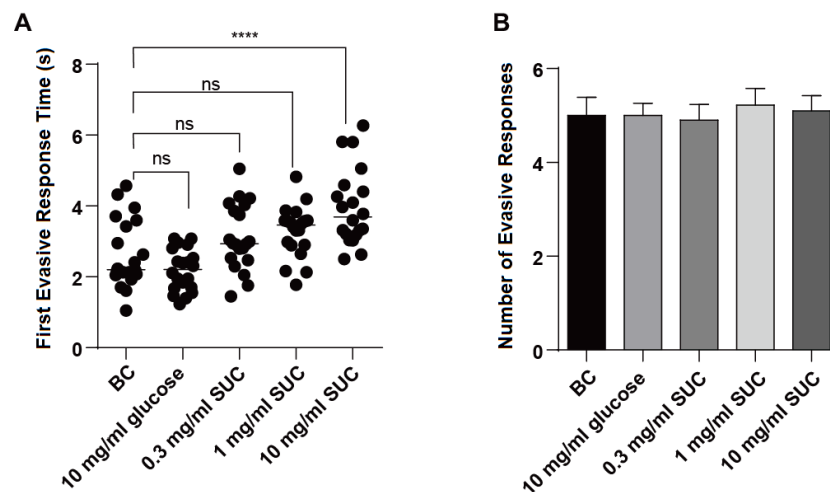 A
First Evasive Response Time (s)
8
6
4
2
0
****
ns
ns
ns
BC
10 mg/ml glucose
0.3 mg/ml SUC
1 mg/ml SUC
10 mg/ml SUC
B
Number of Evasive Responses
6
4
2
0
BC
10 mg/ml glucose
0.3 mg/ml SUC
1 mg/ml SUC
10 mg/ml SUC